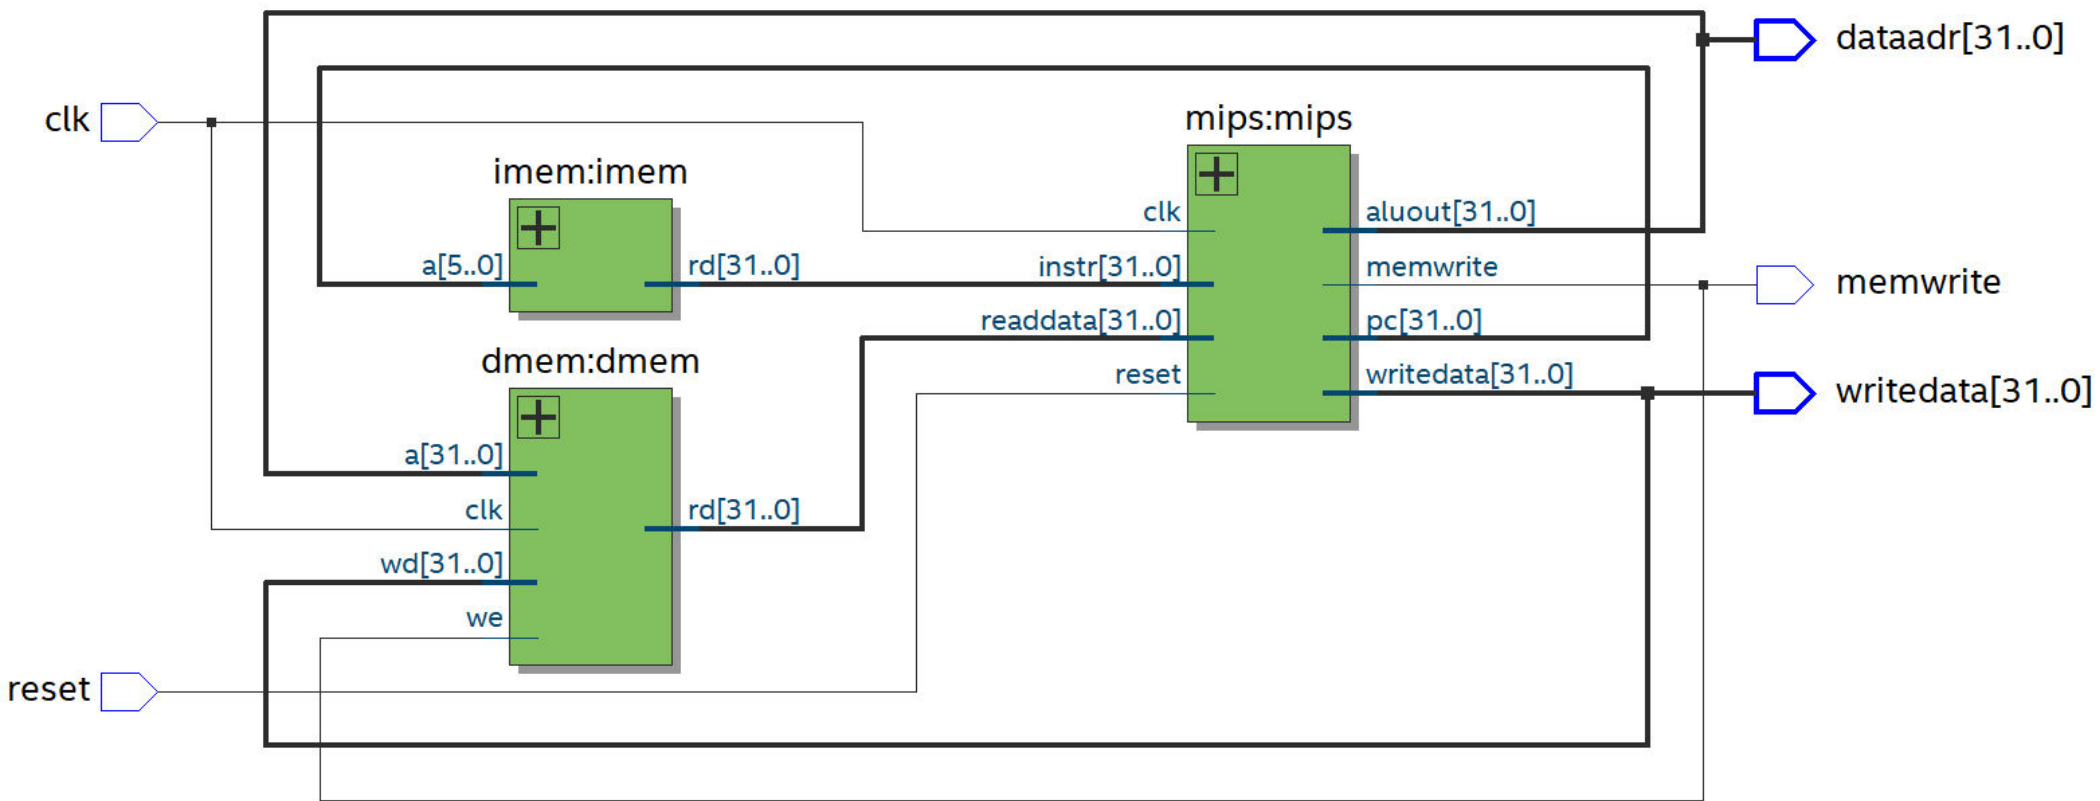 dataadr[31..0]
clk
mips:mips
imem:imem
clk
aluout[31..0]
a[5..0]
rd[31..0]
instr[31..0]
memwrite
memwrite
readdata[31..0]
pc[31..0]
dmem:dmem
reset
writedata[31..0]
writedata[31..0]
a[31..0]
clk
rd[31..0]
wd[31..0]
we
reset